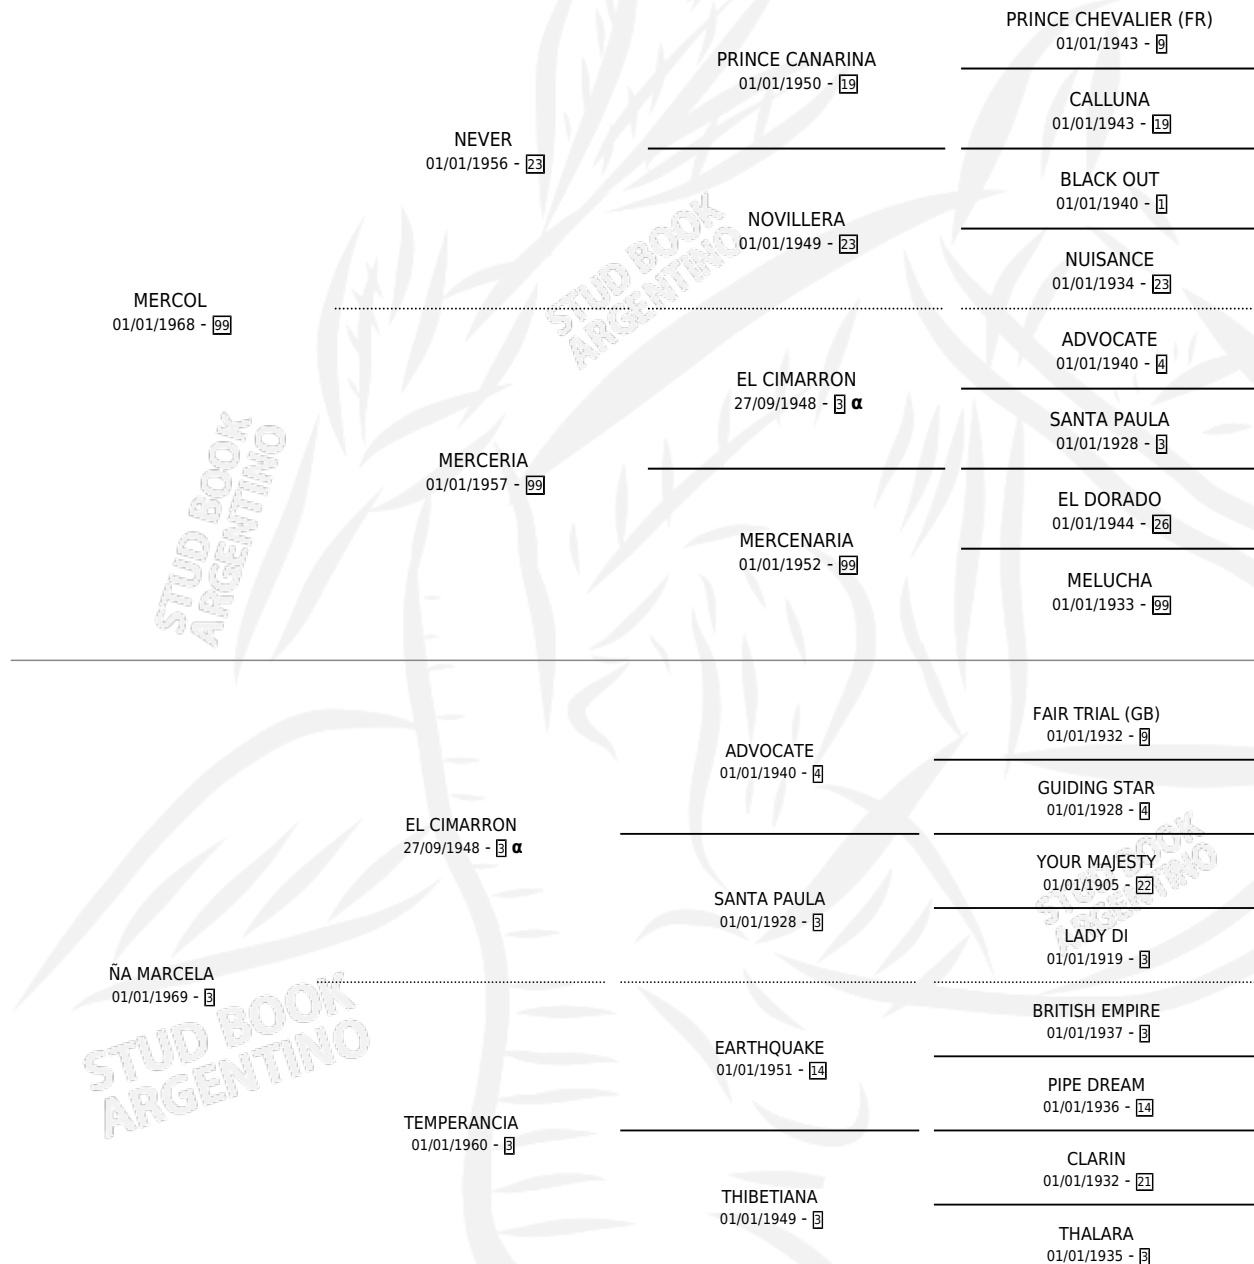 PRINCE CHEVALIER (FR)
01/01/1943 - 9
PRINCE CANARINA
01/01/1950 - 19
CALLUNA
01/01/1943 - 19
NEVER
01/01/1956 - 23
BLACK OUT
01/01/1940 - 1
NOVILLERA
01/01/1949 - 23
NUISANCE
01/01/1934 - 23
MERCOL
01/01/1968 - 99
ADVOCATE
01/01/1940 - 4
EL CIMARRON
27/09/1948 - 3 α
SANTA PAULA
01/01/1928 - 3
MERCERIA
01/01/1957 - 99
EL DORADO
01/01/1944 - 26
MERCENARIA
01/01/1952 - 99
MELUCHA
01/01/1933 - 99
FAIR TRIAL (GB)
01/01/1932 - 9
ADVOCATE
01/01/1940 - 4
GUIDING STAR
01/01/1928 - 4
EL CIMARRON
27/09/1948 - 3 α
YOUR MAJESTY
01/01/1905 - 22
SANTA PAULA
01/01/1928 - 3
LADY DI
01/01/1919 - 3
ÑA MARCELA
01/01/1969 - 3
BRITISH EMPIRE
01/01/1937 - 3
EARTHQUAKE
01/01/1951 - 14
PIPE DREAM
01/01/1936 - 14
TEMPERANCIA
01/01/1960 - 3
CLARIN
01/01/1932 - 21
THIBETIANA
01/01/1949 - 3
THALARA
01/01/1935 - 3
STUD BOOK
ARGENTINO
STUD BOOK
ARGENTINO
STUD BOOK
ARGENTINO
STUD BOOK
ARGENTINO